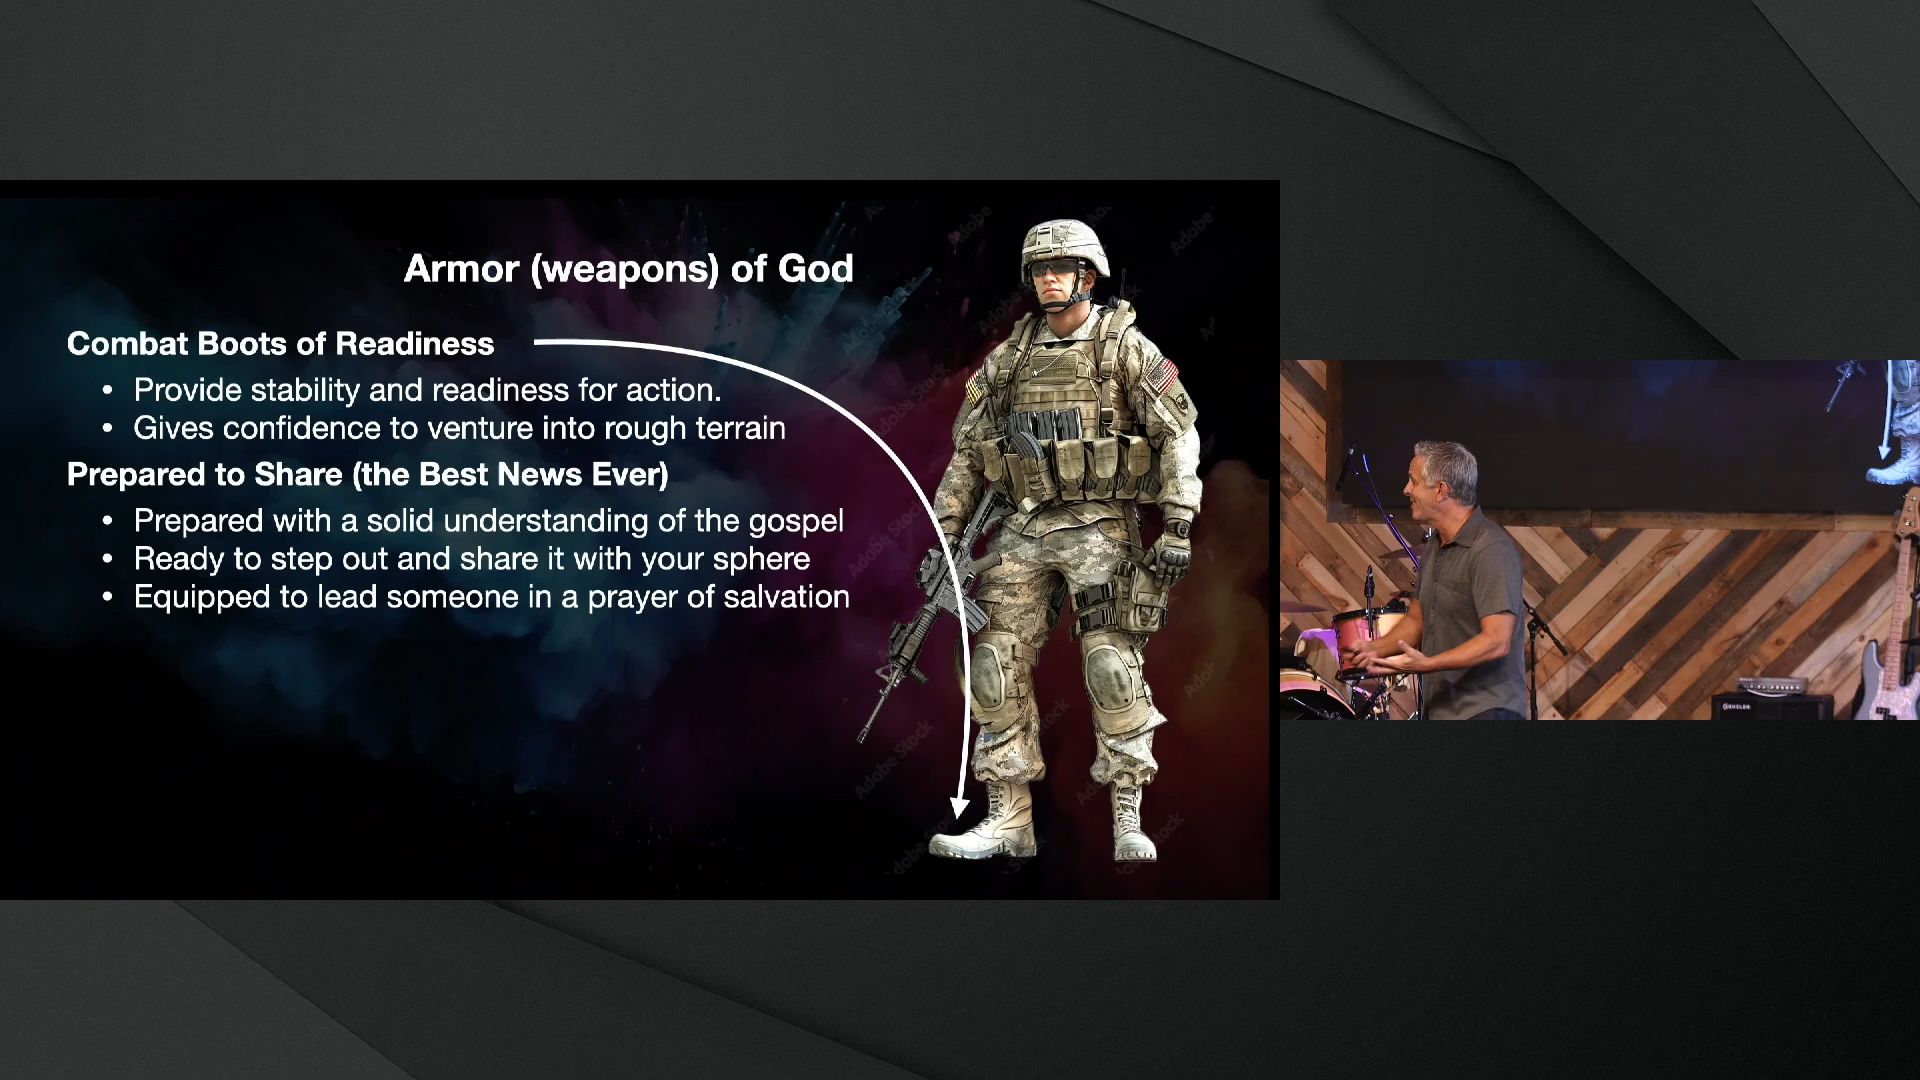 Armor (weapons) of God
Combat Boots of Readiness
• Provide stability and readiness for action.
• Gives confidence to venture into rough terrain
Prepared to Share (the Best News Ever)
• Prepared with a solid understanding of the gospel
• Ready to step out and share it with your sphere
• Equipped to lead someone in a prayer of salvation
Adobe Stock